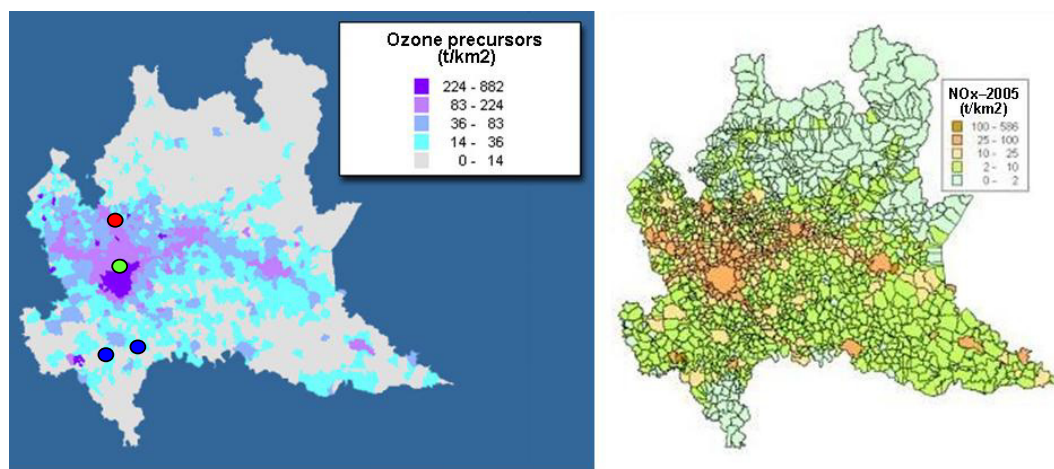 Ozone precursors
(t/km2)
224 - 882
83 - 224
36 - 83
14 - 36
0 - 14
NOx–2005
(t/km2)
100 - 586
25 - 100
10 - 25
2 - 10
0 - 2